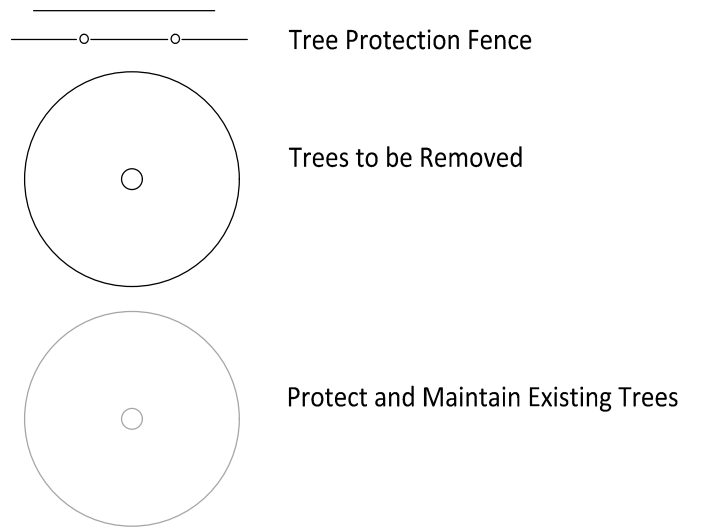 Tree Protection Fence
Trees to be Removed
Protect and Maintain Existing Trees